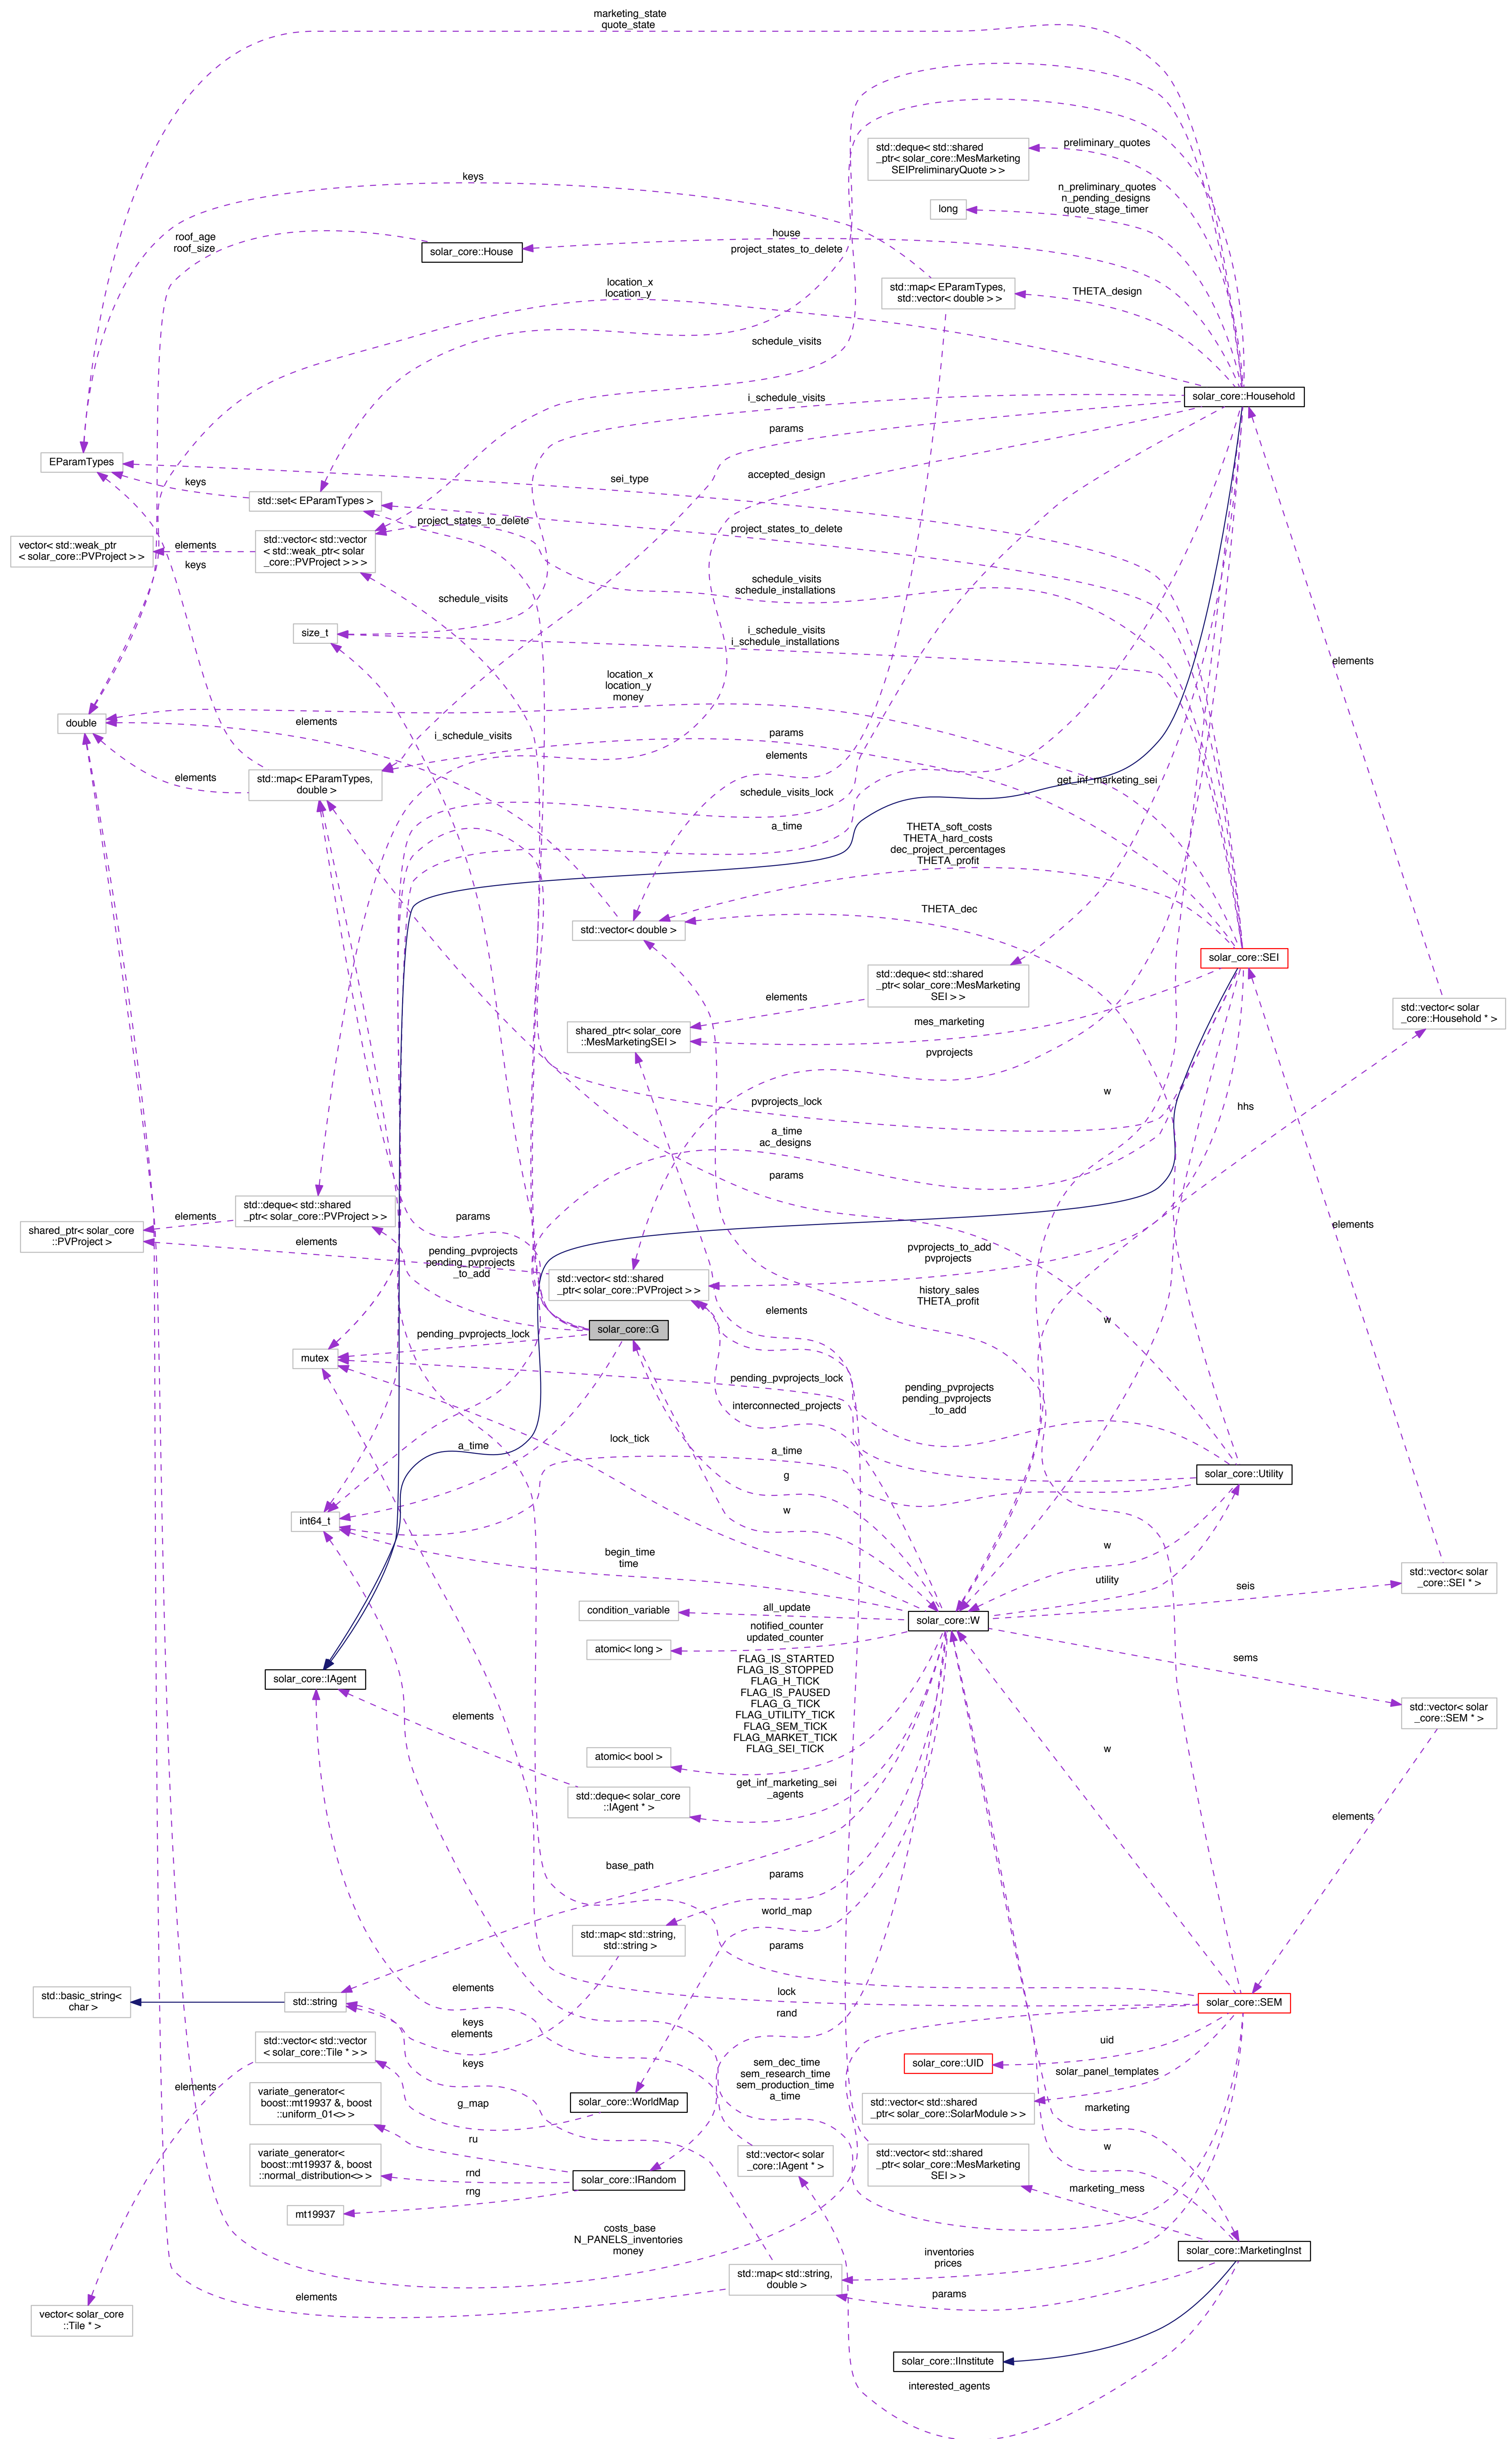 marketing_state
quote_state
preliminary_quotes
std::deque< std::shared
_ptr< solar_core::MesMarketing
SEIPreliminaryQuote > >
keys
n_preliminary_quotes
n_pending_designs
quote_stage_timer
long
roof_age
roof_size
house
solar_core::House
project_states_to_delete
location_x
location_y
std::map< EParamTypes,
std::vector< double > >
THETA_design
schedule_visits
i_schedule_visits
solar_core::Household
params
EParamTypes
keys
sei_type
accepted_design
std::set< EParamTypes >
project_states_to_delete
project_states_to_delete
vector< std::weak_ptr
< solar_core::PVProject > >
elements
std::vector< std::vector
< std::weak_ptr< solar
_core::PVProject > > >
keys
schedule_visits
schedule_installations
schedule_visits
size_t
i_schedule_visits
i_schedule_installations
elements
location_x
location_y
money
double
elements
i_schedule_visits
params
elements
elements
std::map< EParamTypes,
double >
get_inf_marketing_sei
schedule_visits_lock
a_time
THETA_soft_costs
THETA_hard_costs
dec_project_percentages
THETA_profit
THETA_dec
std::vector< double >
solar_core::SEI
std::deque< std::shared
_ptr< solar_core::MesMarketing
SEI > >
elements
std::vector< solar
_core::Household * >
shared_ptr< solar_core
::MesMarketingSEI >
mes_marketing
pvprojects
w
pvprojects_lock
hhs
a_time
ac_designs
params
std::deque< std::shared
_ptr< solar_core::PVProject > >
elements
params
shared_ptr< solar_core
::PVProject >
elements
elements
pending_pvprojects
pending_pvprojects
_to_add
pvprojects_to_add
pvprojects
std::vector< std::shared
_ptr< solar_core::PVProject > >
history_sales
THETA_profit
elements
w
solar_core::G
pending_pvprojects_lock
mutex
pending_pvprojects_lock
pending_pvprojects
pending_pvprojects
_to_add
interconnected_projects
lock_tick
a_time
a_time
g
solar_core::Utility
w
int64_t
w
begin_time
time
utility
seis
std::vector< solar
_core::SEI * >
condition_variable
all_update
solar_core::W
notified_counter
updated_counter
atomic< long >
sems
FLAG_IS_STARTED
FLAG_IS_STOPPED
FLAG_H_TICK
FLAG_IS_PAUSED
FLAG_G_TICK
FLAG_UTILITY_TICK
FLAG_SEM_TICK
FLAG_MARKET_TICK
FLAG_SEI_TICK
solar_core::IAgent
elements
std::vector< solar
_core::SEM * >
w
atomic< bool >
get_inf_marketing_sei
_agents
std::deque< solar_core
::IAgent * >
elements
base_path
params
world_map
std::map< std::string,
std::string >
params
std::basic_string<
char >
std::string
elements
lock
solar_core::SEM
rand
keys
elements
uid
std::vector< std::vector
< solar_core::Tile * > >
keys
sem_dec_time
sem_research_time
sem_production_time
a_time
solar_core::UID
solar_panel_templates
elements
variate_generator<
boost::mt19937 &, boost
::uniform_01<> >
g_map
solar_core::WorldMap
std::vector< std::shared
_ptr< solar_core::SolarModule > >
marketing
ru
variate_generator<
boost::mt19937 &, boost
::normal_distribution<> >
rnd
solar_core::IRandom
std::vector< solar
_core::IAgent * >
std::vector< std::shared
_ptr< solar_core::MesMarketing
SEI > >
w
rng
marketing_mess
mt19937
costs_base
N_PANELS_inventories
money
solar_core::MarketingInst
inventories
prices
std::map< std::string,
double >
elements
params
vector< solar_core
::Tile * >
solar_core::IInstitute
interested_agents